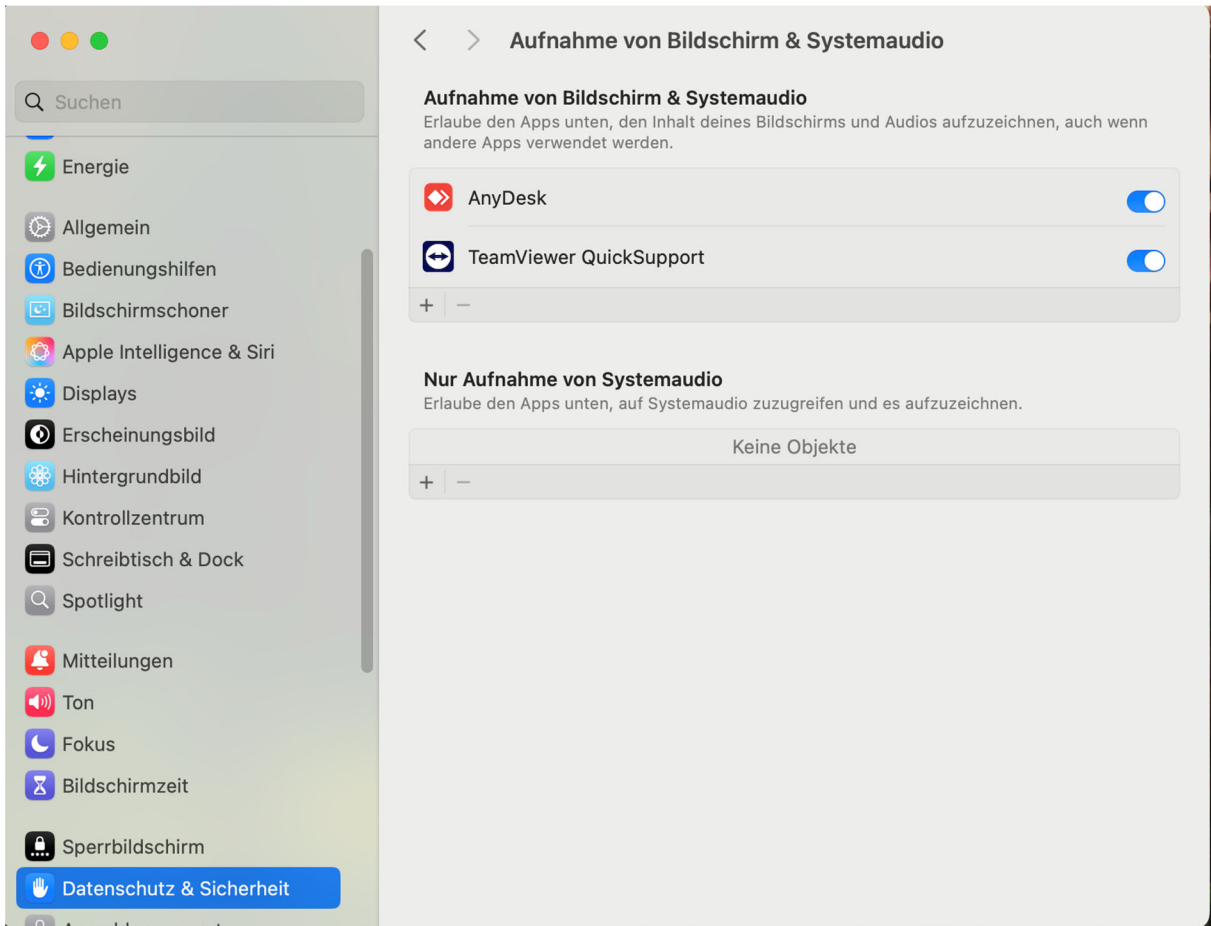 Aufnahme von Bildschirm & Systemaudio
Suchen
Energie
Allgemein
Bedienungshilfen
Bildschirmschoner
Apple Intelligence & Siri
Displays
Erscheinungsbild
Hintergrundbild
Kontrollzentrum
Schreibtisch & Dock
Spotlight
Mitteilungen
Ton
Fokus
Bildschirmzeit
Sperrbildschirm
Datenschutz & Sicherheit
Aufnahme von Bildschirm & Systemaudio
Erlaube den Apps unten, den Inhalt deines Bildschirms und Audios aufzuzeichnen, auch wenn
andere Apps verwendet werden.
AnyDesk
TeamViewer QuickSupport
Nur Aufnahme von Systemaudio
Erlaube den Apps unten, auf Systemaudio zuzugreifen und es aufzuzeichnen.
Keine Objekte